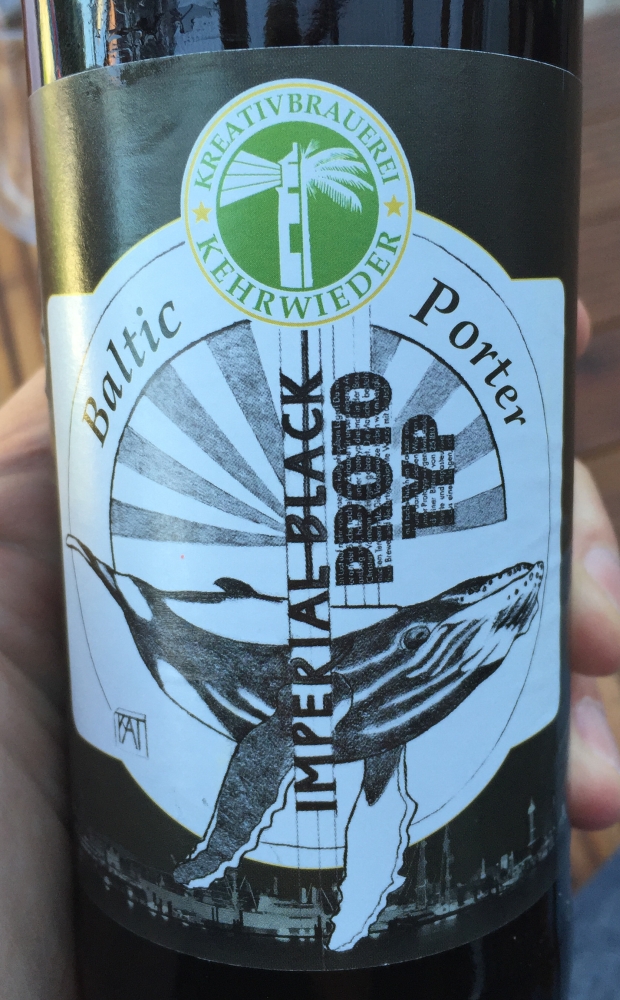 KREATIVBRAUEREI
KEHRWIEDER
Baltic Porter
IMPERIAL BLACK
PROTO
TYP
KAT